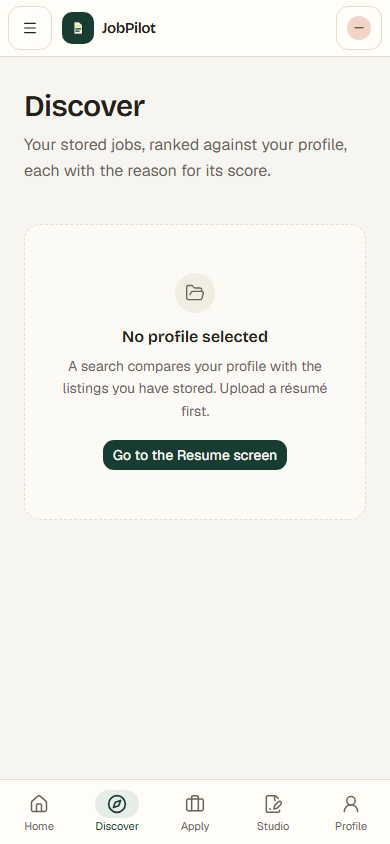 JobPilot
Discover
Your stored jobs, ranked against your profile,
each with the reason for its score.
No profile selected
A search compares your profile with the
listings you have stored. Upload a résumé
first.
Go to the Resume screen
Home
Discover
Apply
Studio
Profile